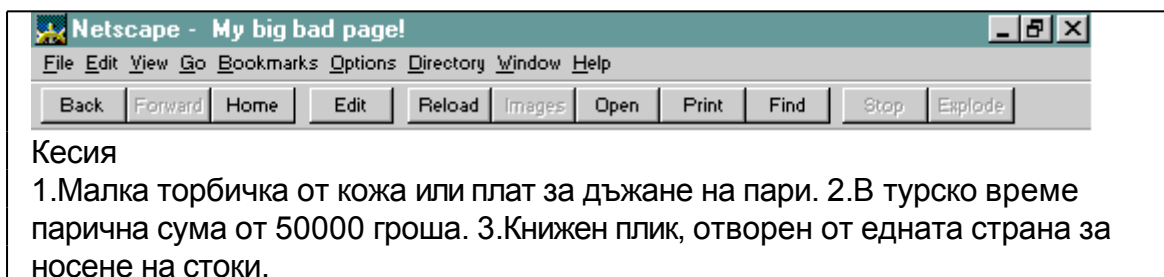 Netscape - My big bad page!
File Edit View Go Bookmarks Options Directory Window Help
Back Forward Home Edit Reload Images Open Print Find Stop Explode
Кесия
1.Малка торбичка от кожа или плат за дъжане на пари. 2.В турско време
парична сума от 50000 гроша. 3.Книжен плик, отворен от едната страна за
носене на стоки.